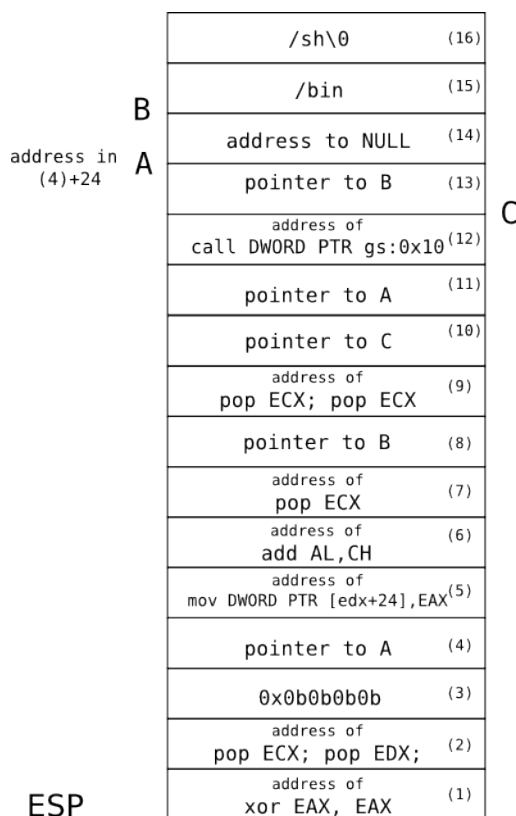 /sh\0 (16)
/bin (15)
B
address to NULL (14)
address in A
(4)+24
pointer to B (13)
C
address of
call DWORD PTR gs:0x10 (12)
pointer to A (11)
pointer to C (10)
address of
pop ECX; pop ECX (9)
pointer to B (8)
address of
pop ECX (7)
address of
add AL,CH (6)
address of
mov DWORD PTR [edx+24],EAX (5)
pointer to A (4)
0x0b0b0b0b (3)
address of
pop ECX; pop EDX; (2)
address of
xor EAX, EAX (1)
ESP